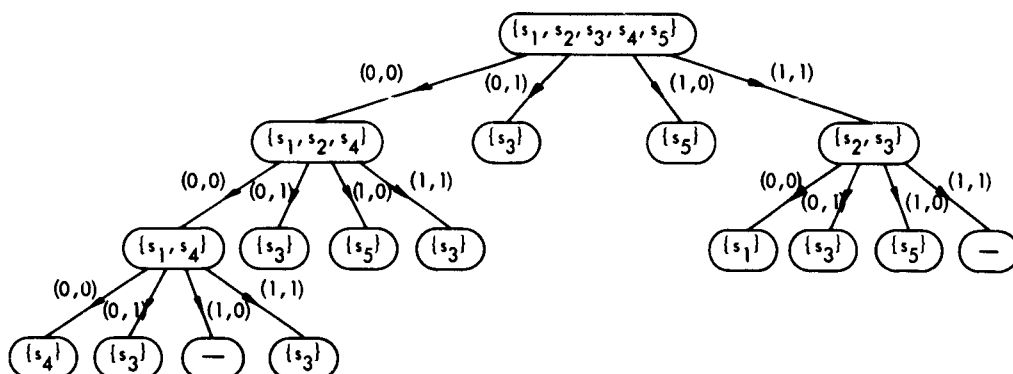 {s1, s2, s3, s4, s5}
(0,0) (0,1) (1,0) (1,1)
{s1, s2, s4} {s3} {s5} {s2, s3}
(0,0) (0,1) (1,0) (1,1) (0,0) (0,1) (1,0) (1,1)
{s1, s4} {s3} {s5} {s3} {s1} {s3} {s5} —
(0,0) (0,1) (1,0) (1,1)
{s4} {s3} — {s3}